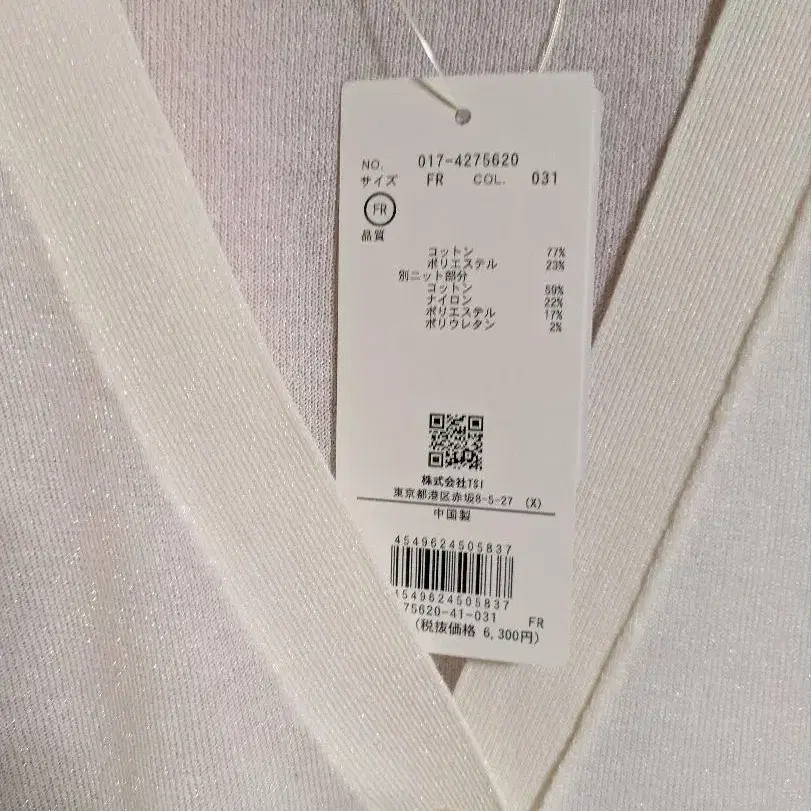 NO. 017-4275620
サイズ FR COL. 031
FR
品質
コットン 77%
ポリエステル 23%
別ニット部分
コットン 59%
ナイロン 22%
ポリエステル 17%
ポリウレタン 2%
株式会社TSI
東京都港区赤坂8-5-27 (X)
中国製
4549624505837
4549624505837
75620-41-031 FR
(税抜価格 6,300円)